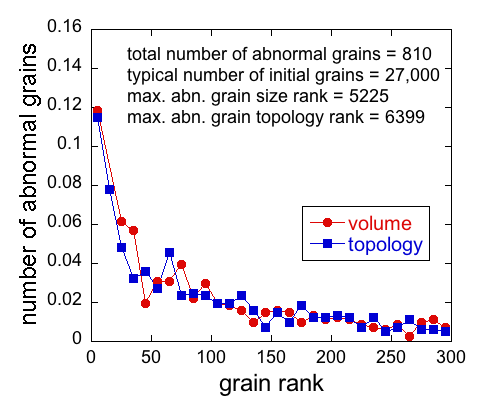 0.16
total number of abnormal grains = 810
typical number of initial grains = 27,000
max. abn. grain size rank = 5225
max. abn. grain topology rank = 6399
0.14
0.12
0.1
0.08
0.06
0.04
0.02
0
number of abnormal grains
volume
topology
0 50 100 150 200 250 300
grain rank